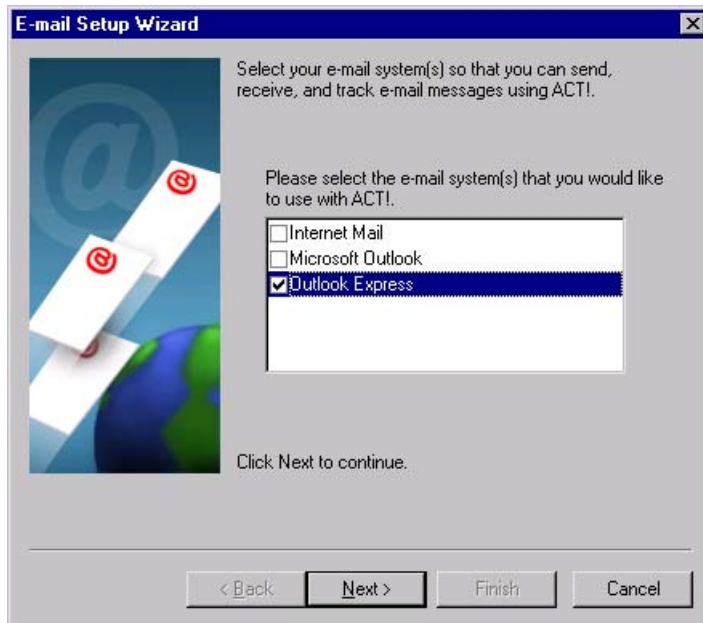 E-mail Setup Wizard
Select your e-mail system(s) so that you can send,
receive, and track e-mail messages using ACT!.
Please select the e-mail system(s) that you would like
to use with ACT!.
Internet Mail
Microsoft Outlook
Outlook Express
Click Next to continue.
< Back Next > Finish Cancel